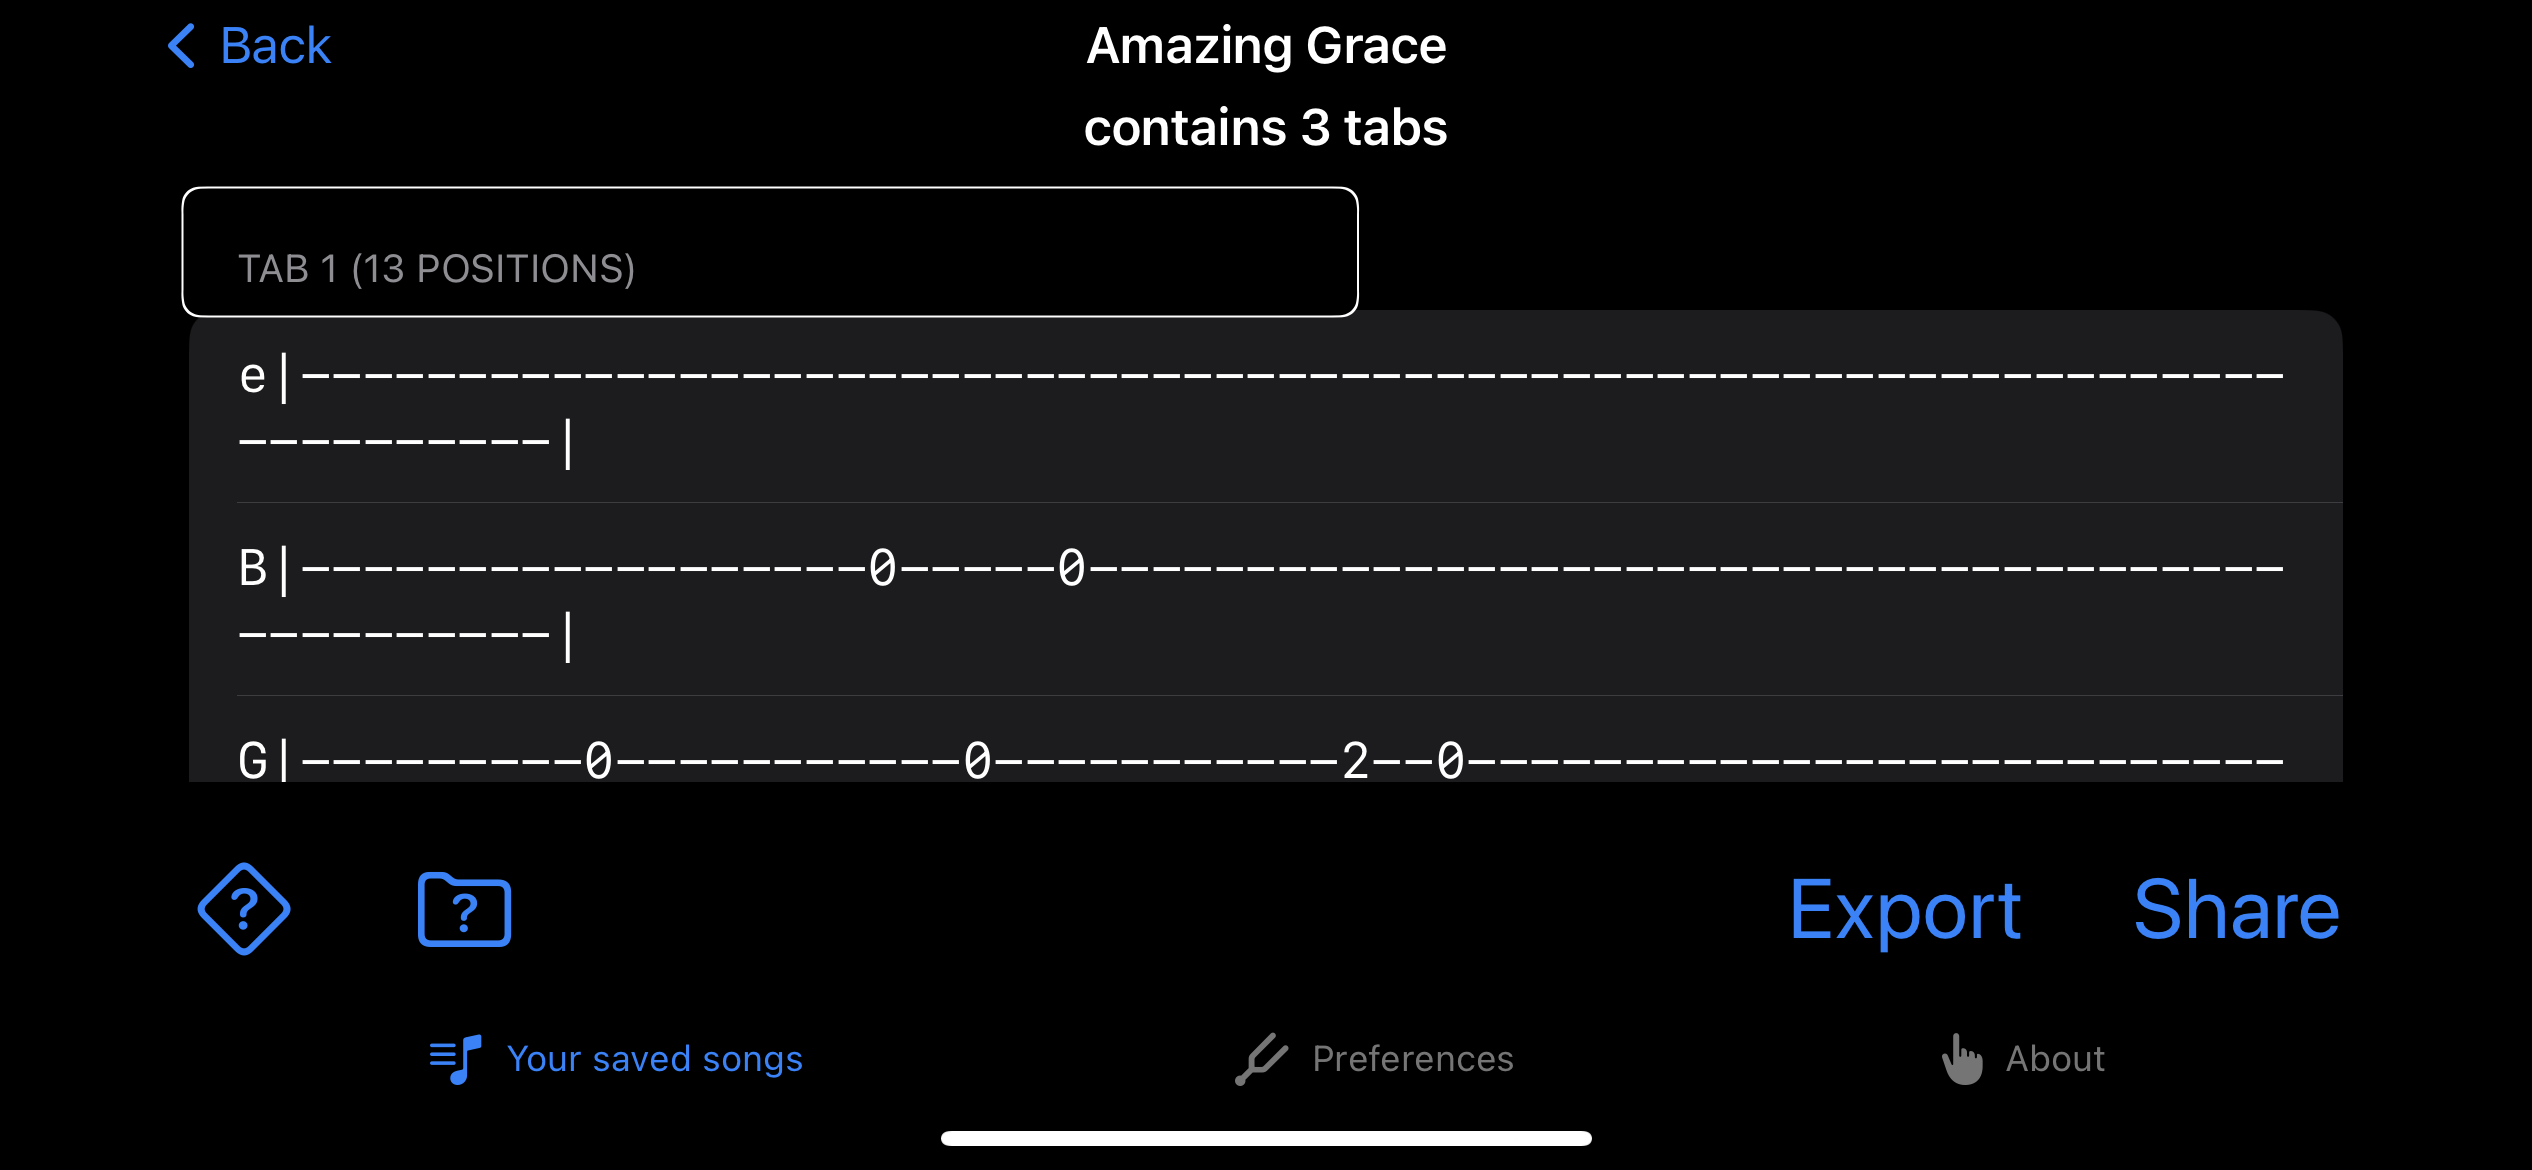 Back
Amazing Grace
contains 3 tabs
TAB 1 (13 POSITIONS)
e|---------------------------------------------------------------
----------|
B|------------------0-----0--------------------------------------
----------|
G|---------0-----------0-----------2--0--------------------------
Export Share
Your saved songs Preferences About